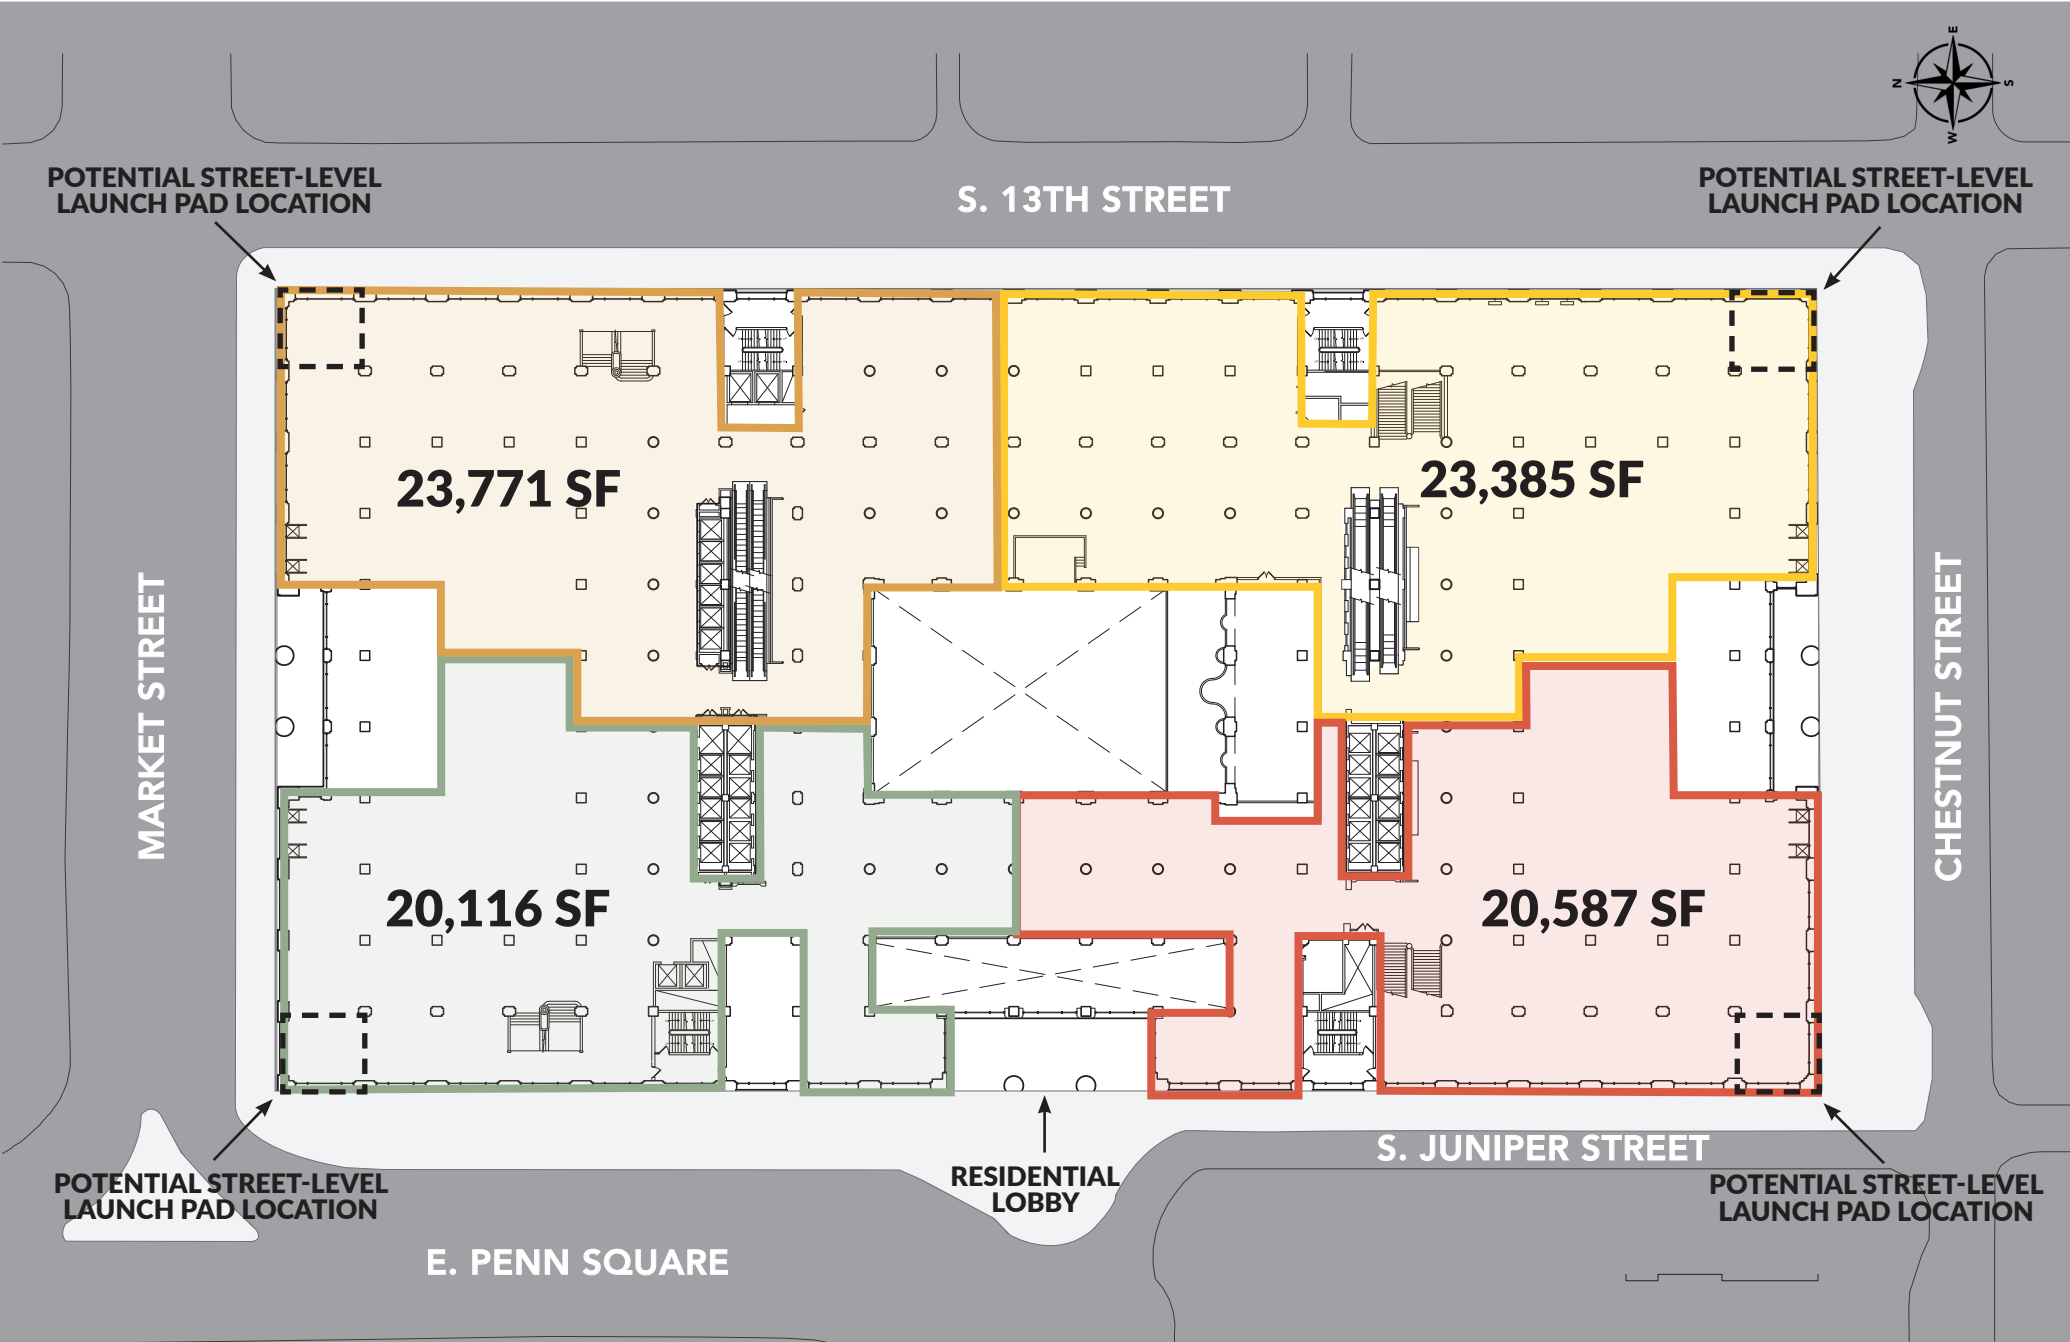 E
N
S
W
POTENTIAL STREET-LEVEL
LAUNCH PAD LOCATION
S. 13TH STREET
POTENTIAL STREET-LEVEL
LAUNCH PAD LOCATION
23,771 SF
23,385 SF
MARKET STREET
CHESTNUT STREET
20,116 SF
20,587 SF
S. JUNIPER STREET
POTENTIAL STREET-LEVEL
LAUNCH PAD LOCATION
RESIDENTIAL
LOBBY
POTENTIAL STREET-LEVEL
LAUNCH PAD LOCATION
E. PENN SQUARE